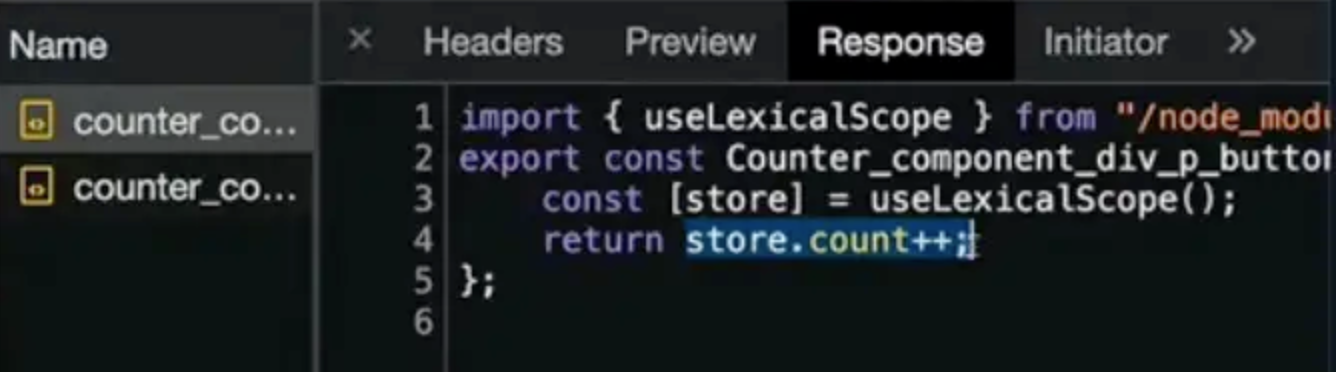 Name
× Headers Preview Response Initiator »
counter_co...
counter_co...
1 import { useLexicalScope } from "/node_modu
2 export const Counter_component_div_p_button
3 const [store] = useLexicalScope();
4 return store.count++;
5 };
6